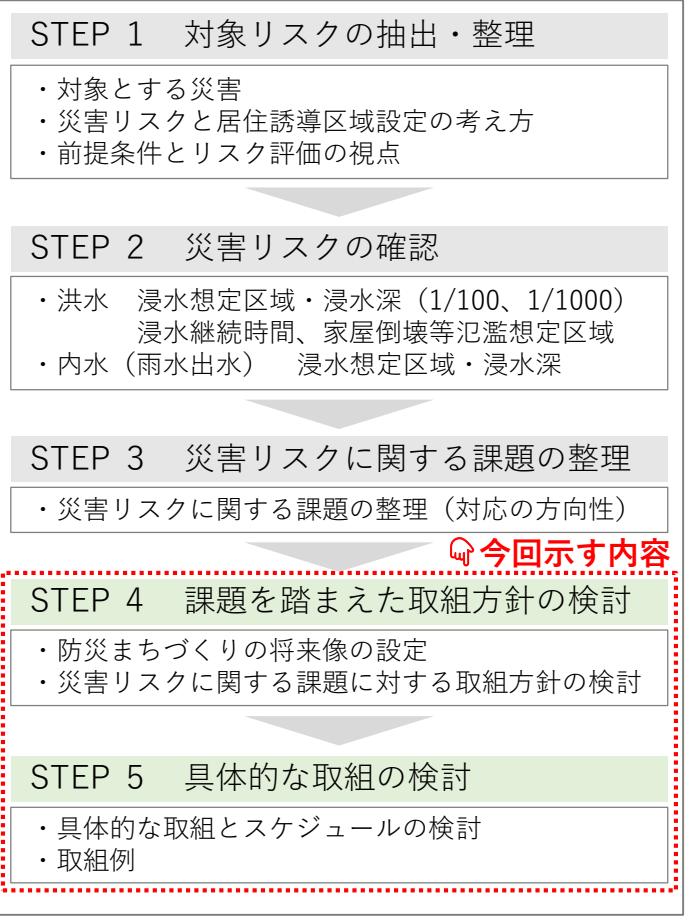 STEP 1　対象リスクの抽出・整理
・対象とする災害
・災害リスクと居住誘導区域設定の考え方
・前提条件とリスク評価の視点
STEP 2　災害リスクの確認
・洪水　浸水想定区域・浸水深（1/100、1/1000）
浸水継続時間、家屋倒壊等氾濫想定区域
・内水（雨水出水）　浸水想定区域・浸水深
STEP 3　災害リスクに関する課題の整理
・災害リスクに関する課題の整理（対応の方向性）
☟今回示す内容
STEP 4　課題を踏まえた取組方針の検討
・防災まちづくりの将来像の設定
・災害リスクに関する課題に対する取組方針の検討
STEP 5　具体的な取組の検討
・具体的な取組とスケジュールの検討
・取組例